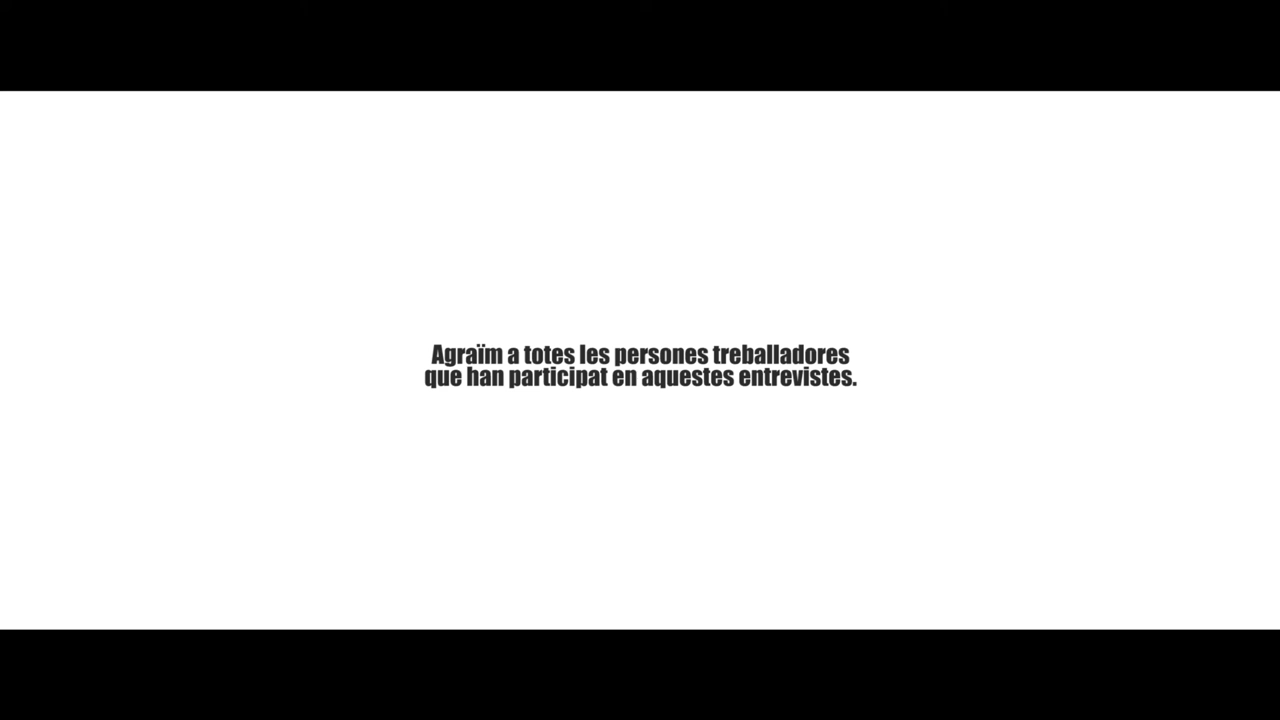 Agraïm a totes les persones treballadores
que han participat en aquestes entrevistes.